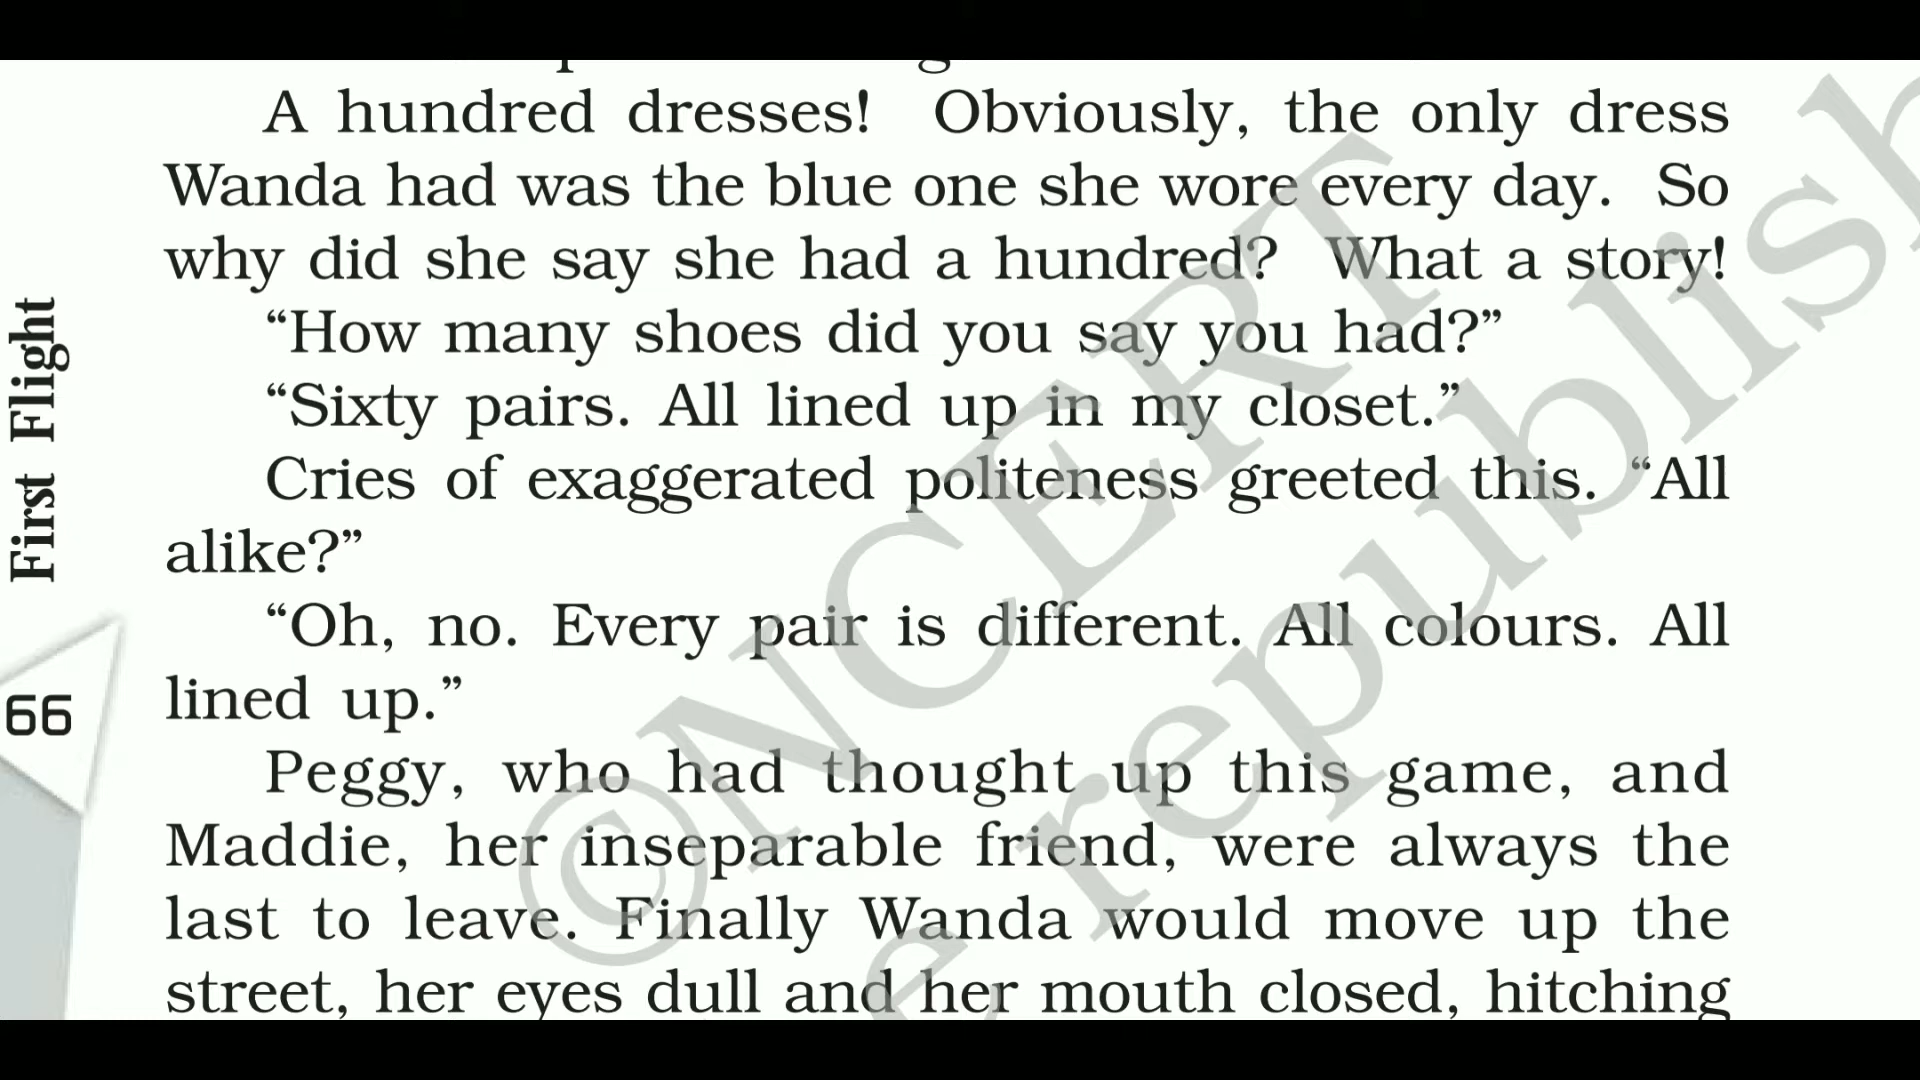 A hundred dresses! Obviously, the only dress
Wanda had was the blue one she wore every day. So
why did she say she had a hundred? What a story!
“How many shoes did you say you had?”
“Sixty pairs. All lined up in my closet.”
Cries of exaggerated politeness greeted this. “All
alike?”
“Oh, no. Every pair is different. All colours. All
lined up.”
Peggy, who had thought up this game, and
Maddie, her inseparable friend, were always the
last to leave. Finally Wanda would move up the
street, her eyes dull and her mouth closed, hitching
First Flight
66
©NCERT
republish